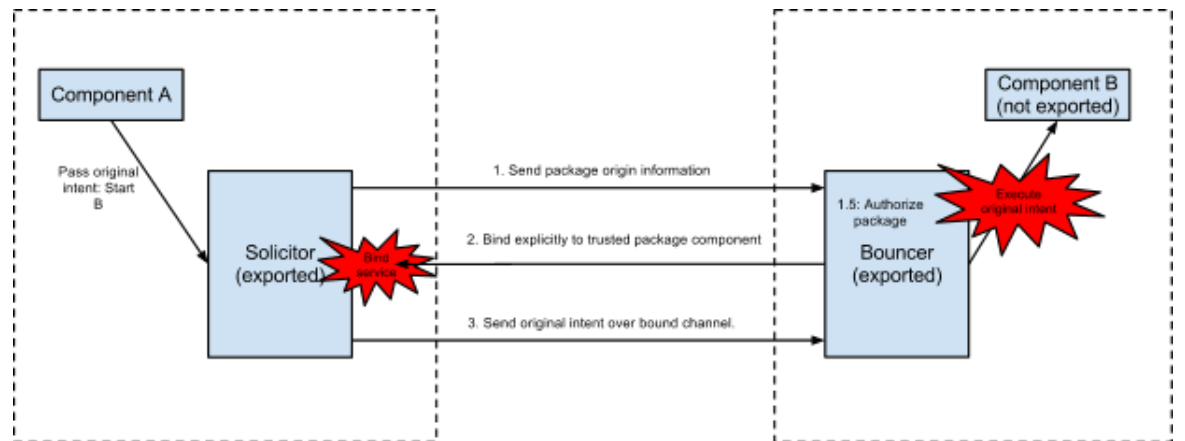 Component A
Component B
(not exported)
Pass original
intent: Start
B
1. Send package origin information
Execute
original intent
1.5: Authorize
package
Solicitor
(exported)
Bind
service
2. Bind explicitly to trusted package component
Bouncer
(exported)
3. Send original intent over bound channel.